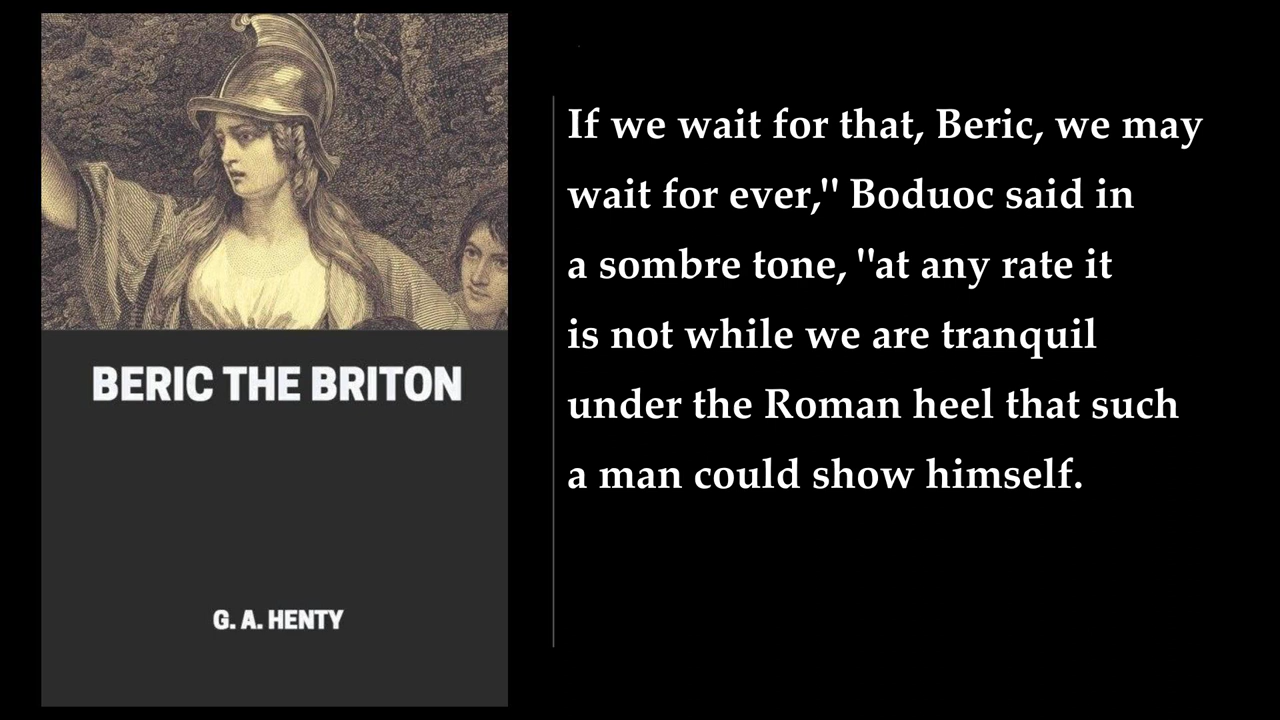 BERIC THE BRITON
G. A. HENTY
If we wait for that, Beric, we may
wait for ever," Boduoc said in
a sombre tone, "at any rate it
is not while we are tranquil
under the Roman heel that such
a man could show himself.